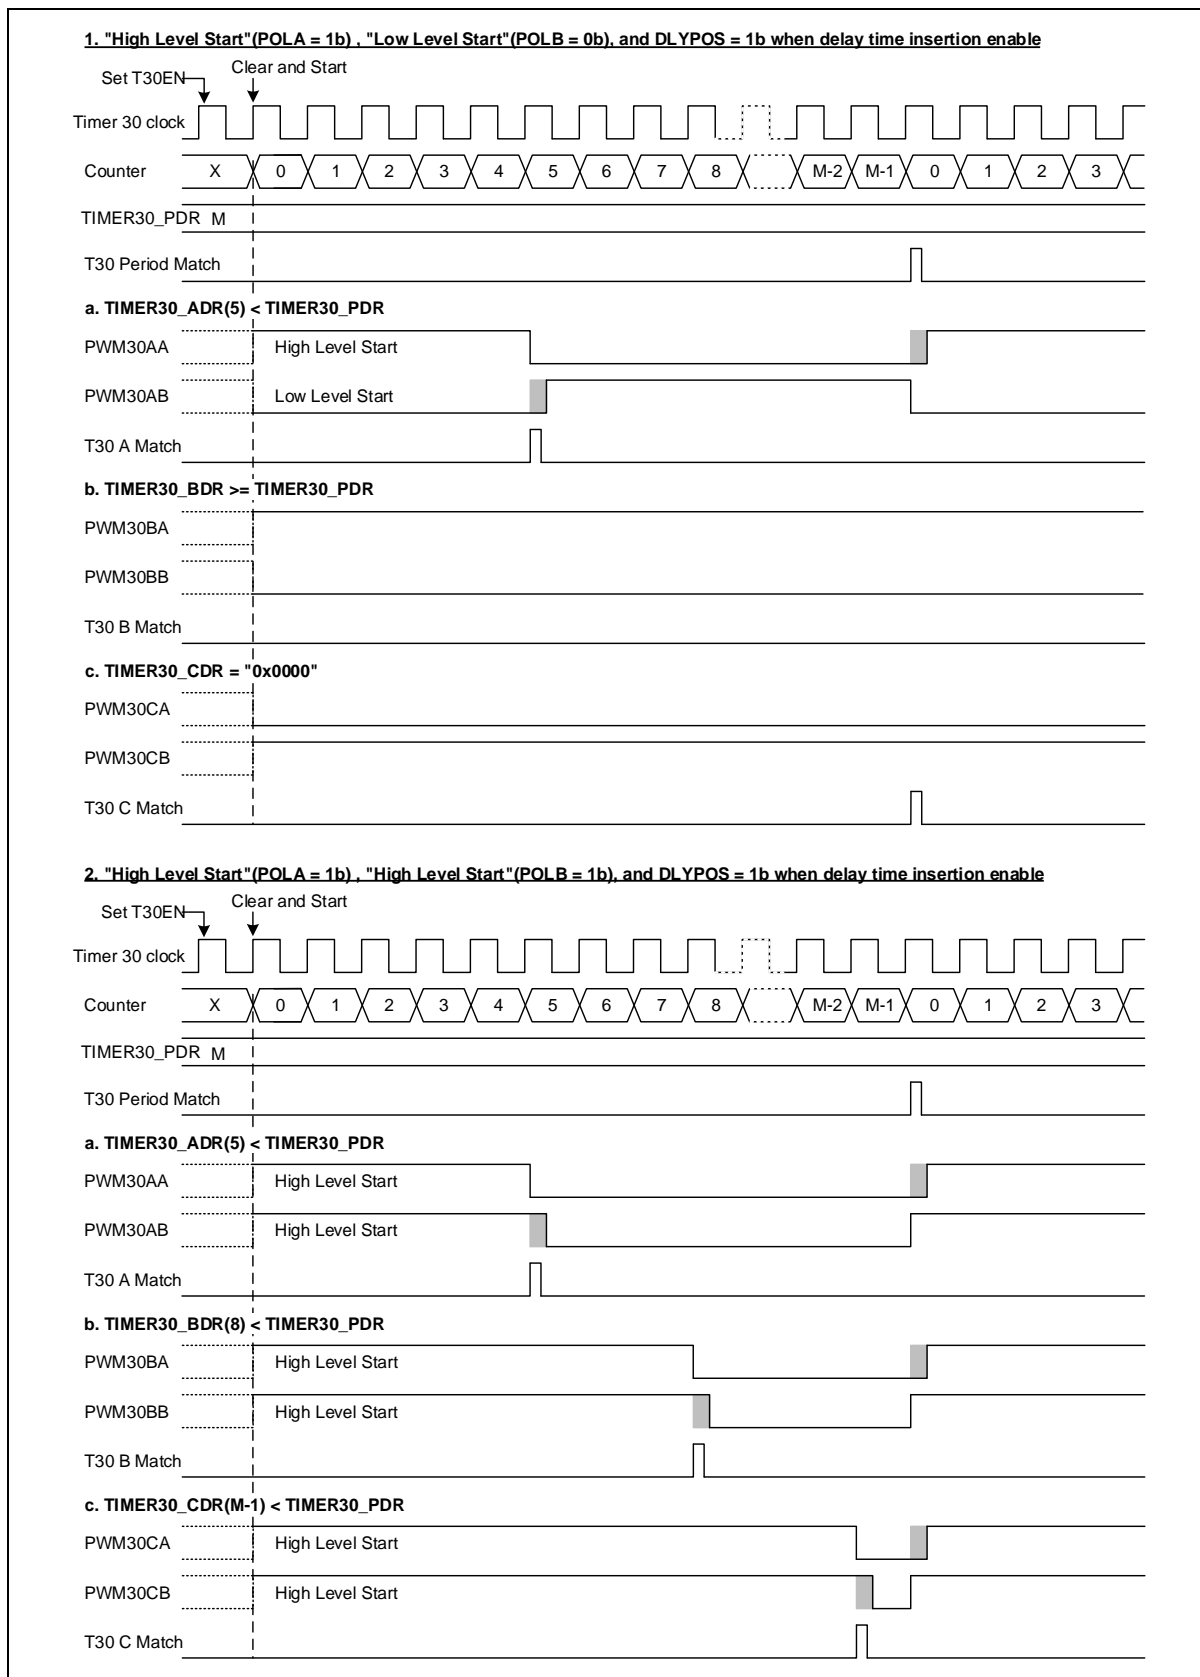 1. "High Level Start"(POLA = 1b) , "Low Level Start"(POLB = 0b), and DLYPOS = 1b when delay time insertion enable
Set T30EN
Clear and Start
Timer 30 clock
Counter X 0 1 2 3 4 5 6 7 8 M-2 M-1 0 1 2 3
TIMER30_PDR M
T30 Period Match
a. TIMER30_ADR(5) < TIMER30_PDR
PWM30AA High Level Start
PWM30AB Low Level Start
T30 A Match
b. TIMER30_BDR >= TIMER30_PDR
PWM30BA
PWM30BB
T30 B Match
c. TIMER30_CDR = "0x0000"
PWM30CA
PWM30CB
T30 C Match
2. "High Level Start"(POLA = 1b) , "High Level Start"(POLB = 1b), and DLYPOS = 1b when delay time insertion enable
Set T30EN
Clear and Start
Timer 30 clock
Counter X 0 1 2 3 4 5 6 7 8 M-2 M-1 0 1 2 3
TIMER30_PDR M
T30 Period Match
a. TIMER30_ADR(5) < TIMER30_PDR
PWM30AA High Level Start
PWM30AB High Level Start
T30 A Match
b. TIMER30_BDR(8) < TIMER30_PDR
PWM30BA High Level Start
PWM30BB High Level Start
T30 B Match
c. TIMER30_CDR(M-1) < TIMER30_PDR
PWM30CA High Level Start
PWM30CB High Level Start
T30 C Match